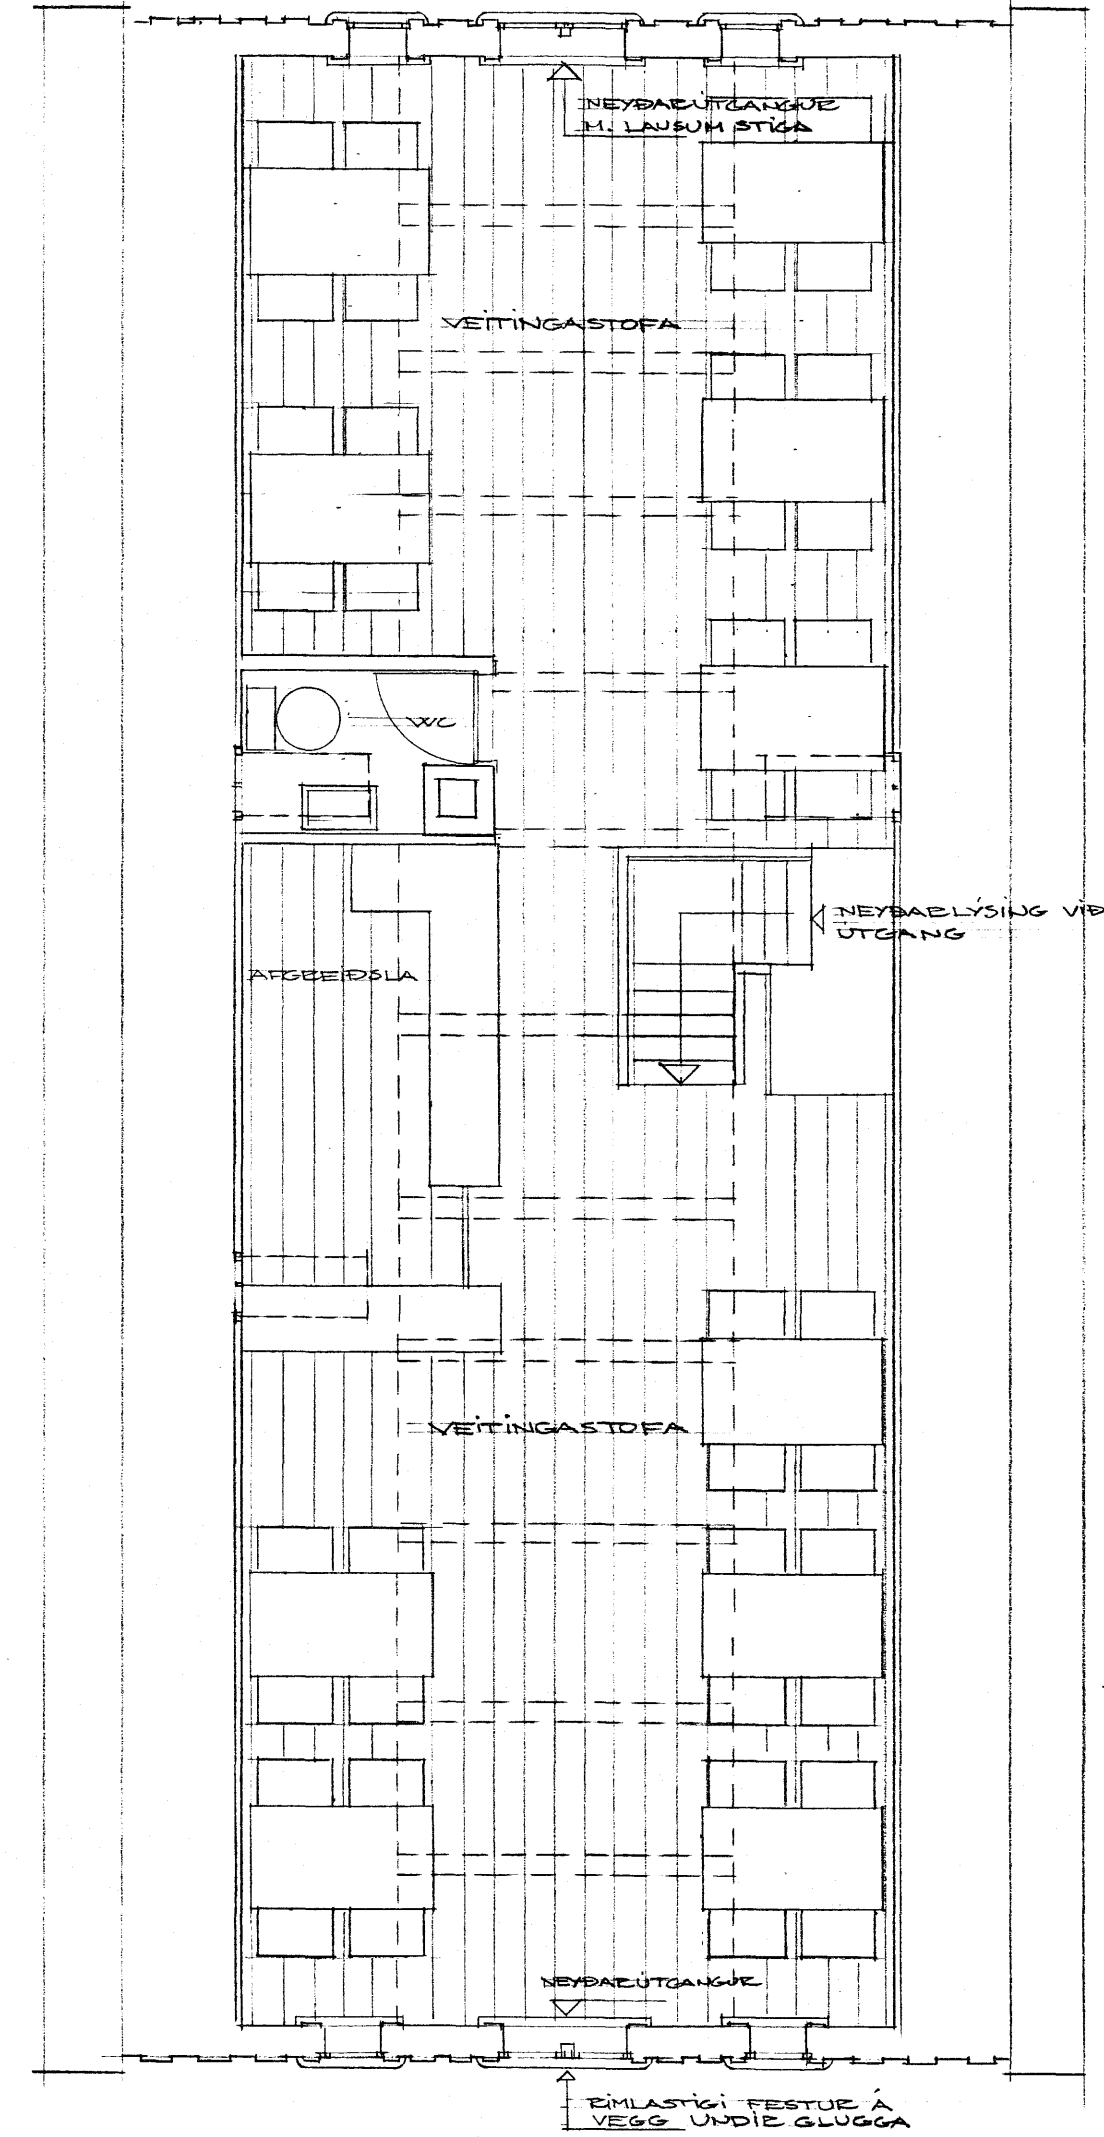 NEYÐARÚTGANGUR
M. LAUSUM STIGA
VEITINGASTOFA
WC
NEYÐARLÝSING VIÐ
ÚTGANG
AFGREIÐSLA
VEITINGASTOFA
NEYÐARÚTGANGUR
RIMLASTIGI FESTUR Á
VEGG UNDIR GLUGGA